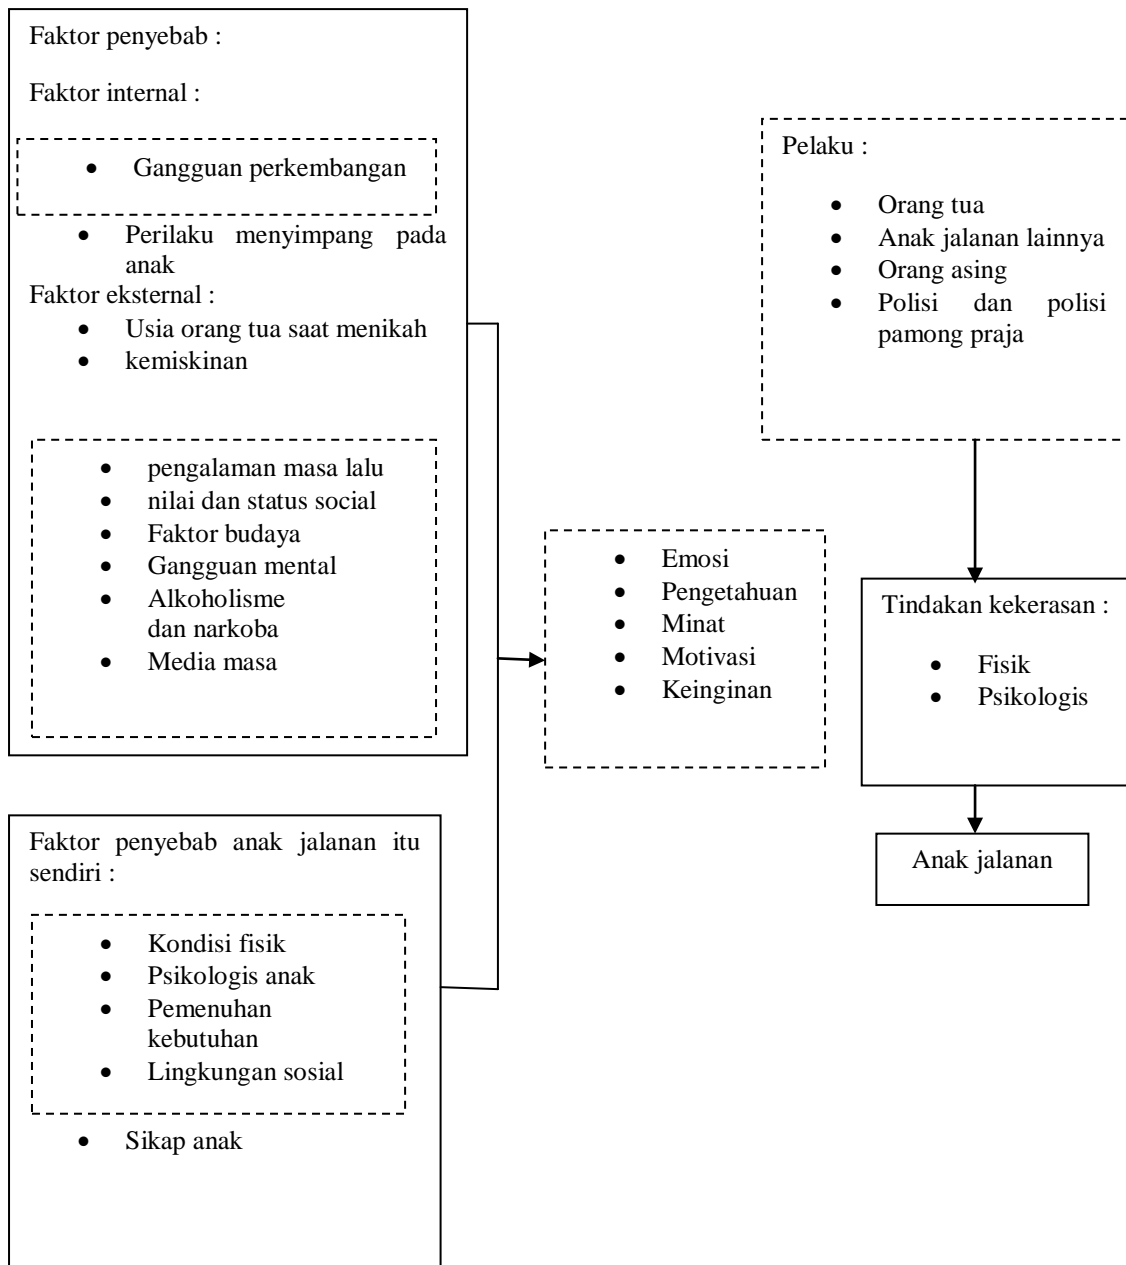 Faktor penyebab :
Faktor internal :
• Gangguan perkembangan
• Perilaku menyimpang pada
anak
Faktor eksternal :
• Usia orang tua saat menikah
• kemiskinan
• pengalaman masa lalu
• nilai dan status social
• Faktor budaya
• Gangguan mental
• Alkoholisme
dan narkoba
• Media masa
Faktor penyebab anak jalanan itu
sendiri :
• Kondisi fisik
• Psikologis anak
• Pemenuhan
kebutuhan
• Lingkungan sosial
• Sikap anak
• Emosi
• Pengetahuan
• Minat
• Motivasi
• Keinginan
Pelaku :
• Orang tua
• Anak jalanan lainnya
• Orang asing
• Polisi dan polisi
pamong praja
Tindakan kekerasan :
• Fisik
• Psikologis
Anak jalanan